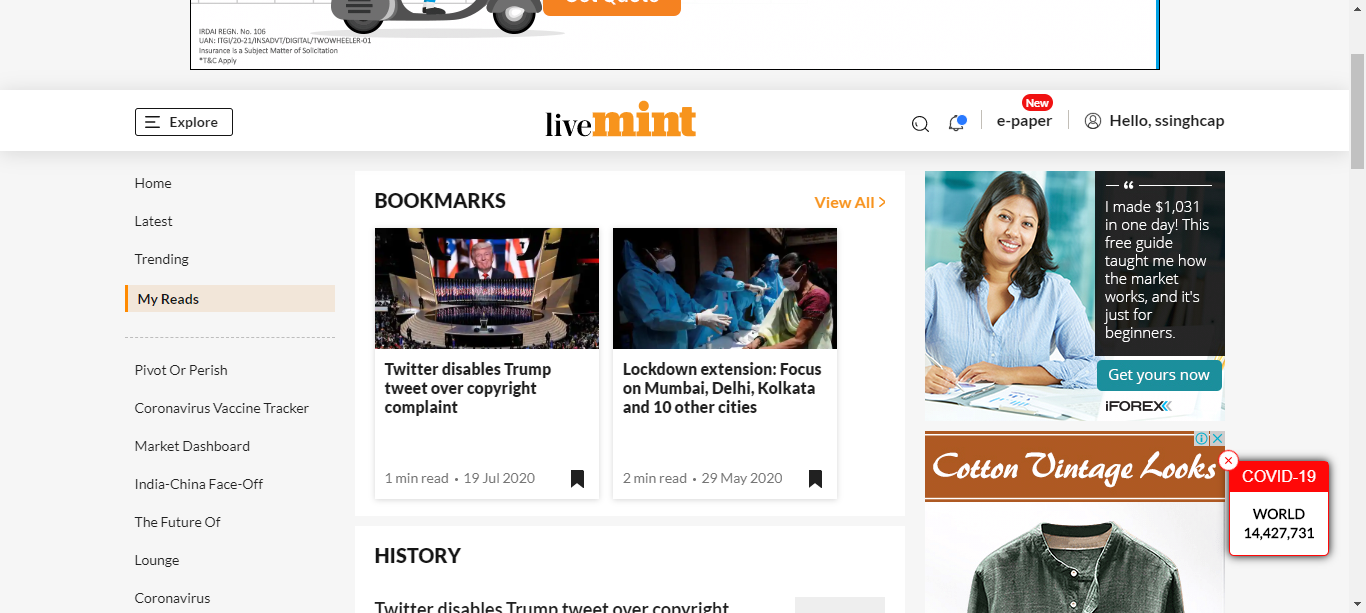 IRDAI REGN. No. 106
UAN: ITGI/20-21/INSADVT/DIGITAL/TWOWHEELER-01
Insurance is a Subject Matter of Solicitation
*T&C Apply
Explore
livemint
New
e-paper
Hello, ssinghcap
Home
Latest
Trending
My Reads
Pivot Or Perish
Coronavirus Vaccine Tracker
Market Dashboard
India-China Face-Off
The Future Of
Lounge
Coronavirus
BOOKMARKS
View All >
Twitter disables Trump
tweet over copyright
complaint
1 min read • 19 Jul 2020
Lockdown extension: Focus
on Mumbai, Delhi, Kolkata
and 10 other cities
2 min read • 29 May 2020
HISTORY
Twitter disables Trump tweet over copyright
“
I made $1,031
in one day! This
free guide
taught me how
the market
works, and it's
just for
beginners.
Get yours now
iFOREX
Cotton Vintage Looks
COVID-19
WORLD
14,427,731